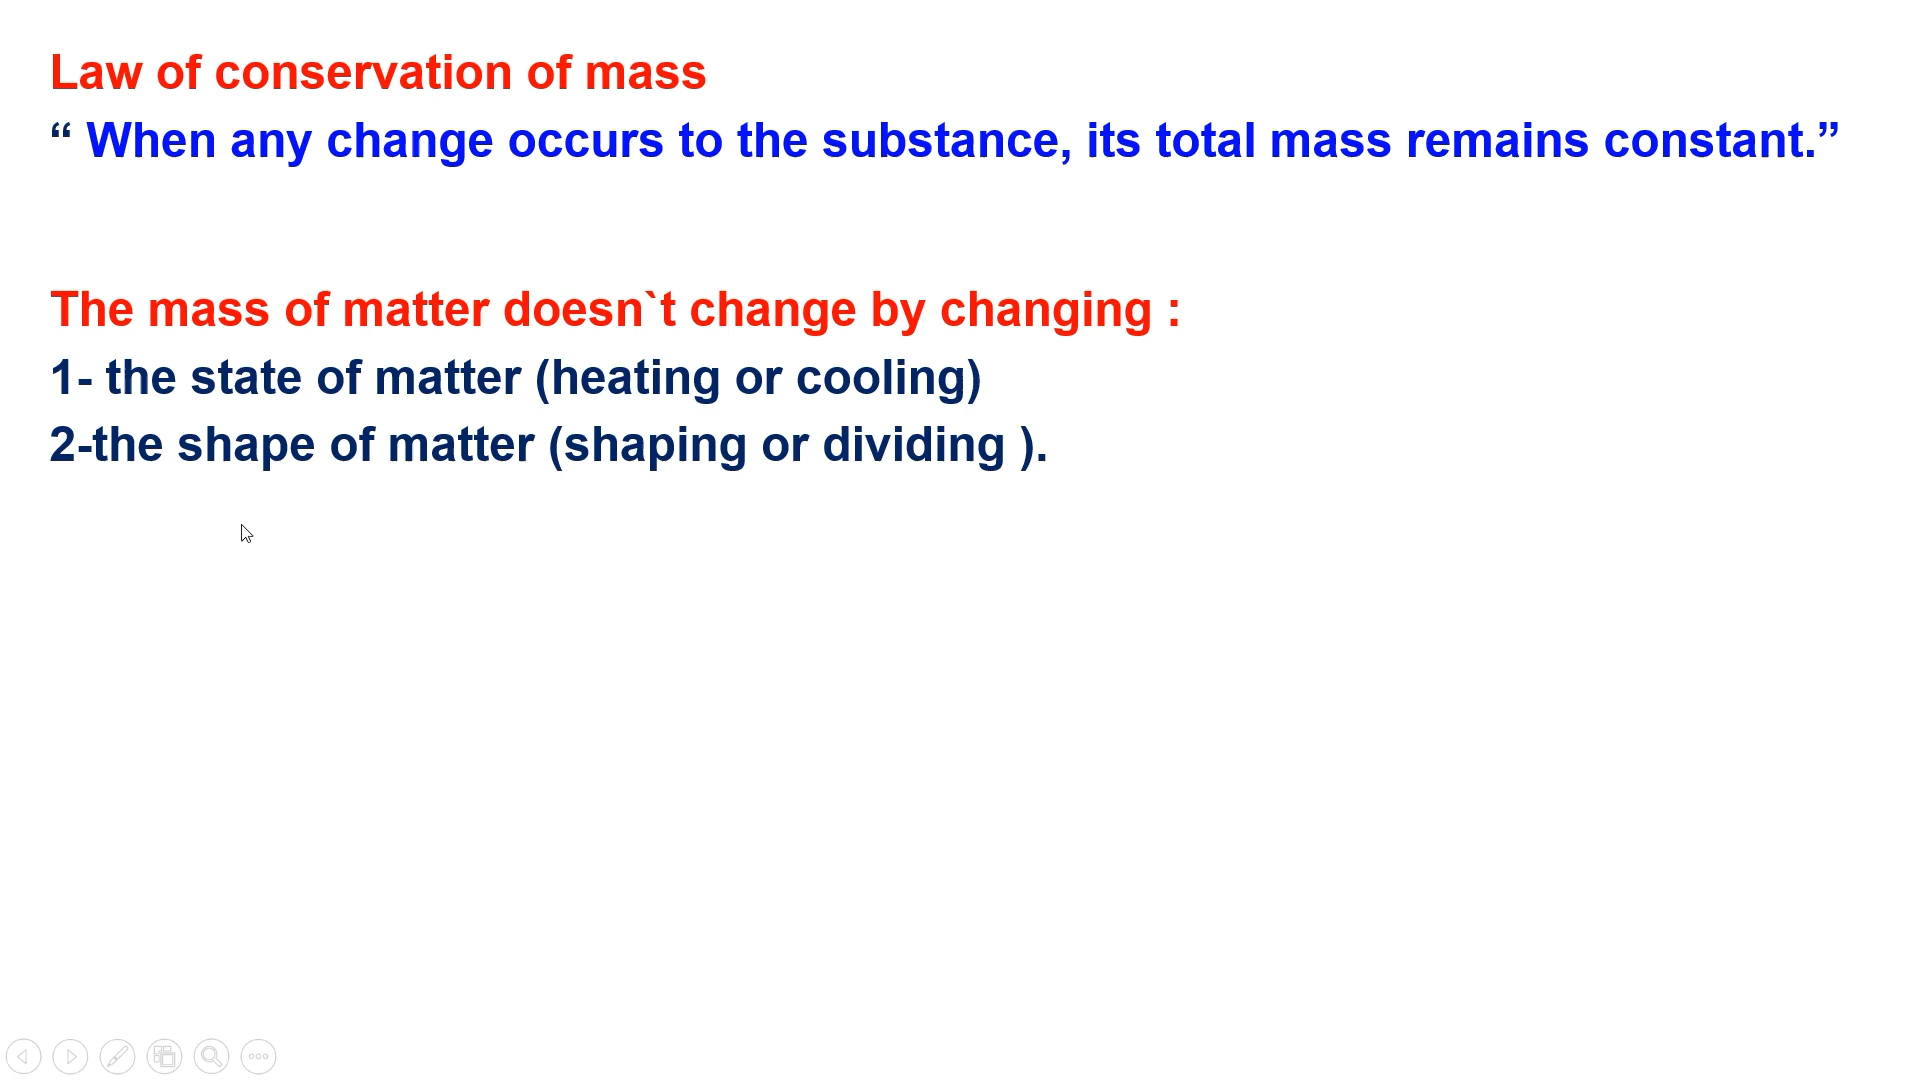 Law of conservation of mass
“ When any change occurs to the substance, its total mass remains constant.”
The mass of matter doesn`t change by changing :
1- the state of matter (heating or cooling)
2-the shape of matter (shaping or dividing ).